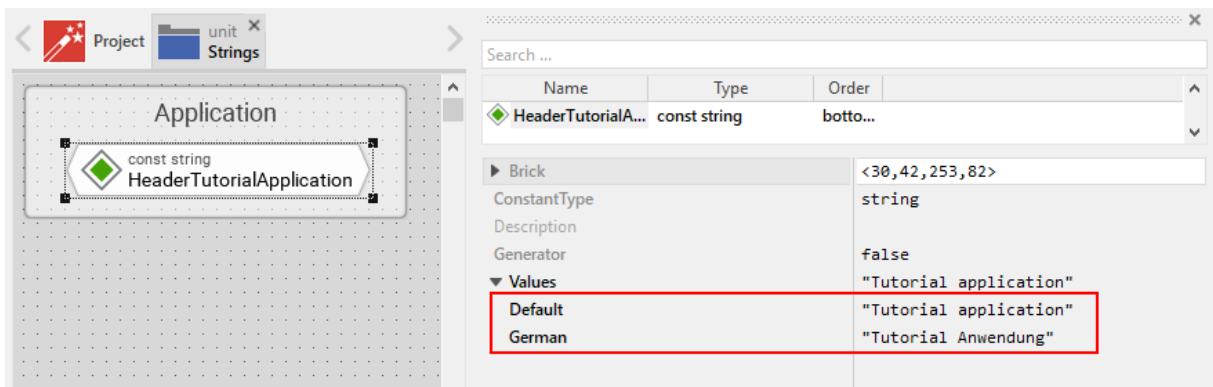 Project
unit
Strings
Application
const string
HeaderTutorialApplication
Search ...
Name Type Order
HeaderTutorialA... const string botto...
Brick <30,42,253,82>
ConstantType string
Description
Generator false
Values "Tutorial application"
Default "Tutorial application"
German "Tutorial Anwendung"